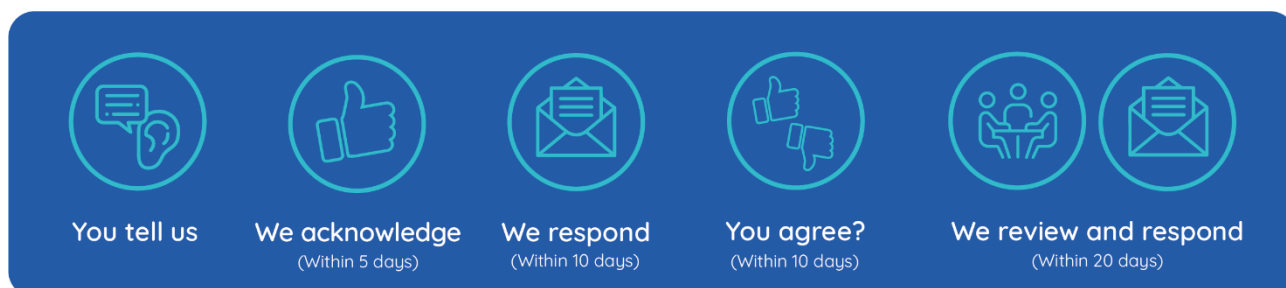 You tell us
We acknowledge
(Within 5 days)
We respond
(Within 10 days)
You agree?
(Within 10 days)
We review and respond
(Within 20 days)